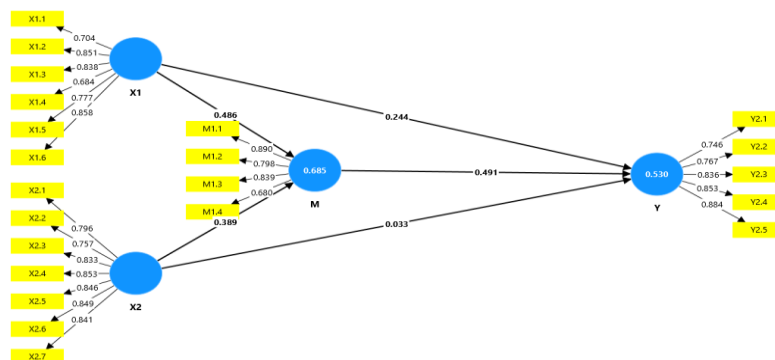 X1.1
X1.2
X1.3
X1.4
X1.5
X1.6
0.704
0.851
0.838
0.684
0.777
0.858
X1
0.486
0.244
M1.1
M1.2
M1.3
M1.4
0.890
0.798
0.839
0.680
0.685
M
0.491
0.389
0.033
X2.1
X2.2
X2.3
X2.4
X2.5
X2.6
X2.7
0.796
0.757
0.833
0.853
0.846
0.849
0.841
X2
0.530
Y
0.746
0.767
0.836
0.853
0.884
Y2.1
Y2.2
Y2.3
Y2.4
Y2.5